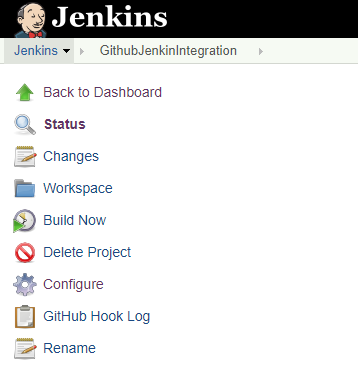 Jenkins
Jenkins GithubJenkinIntegration
Back to Dashboard
Status
Changes
Workspace
Build Now
Delete Project
Configure
GitHub Hook Log
Rename